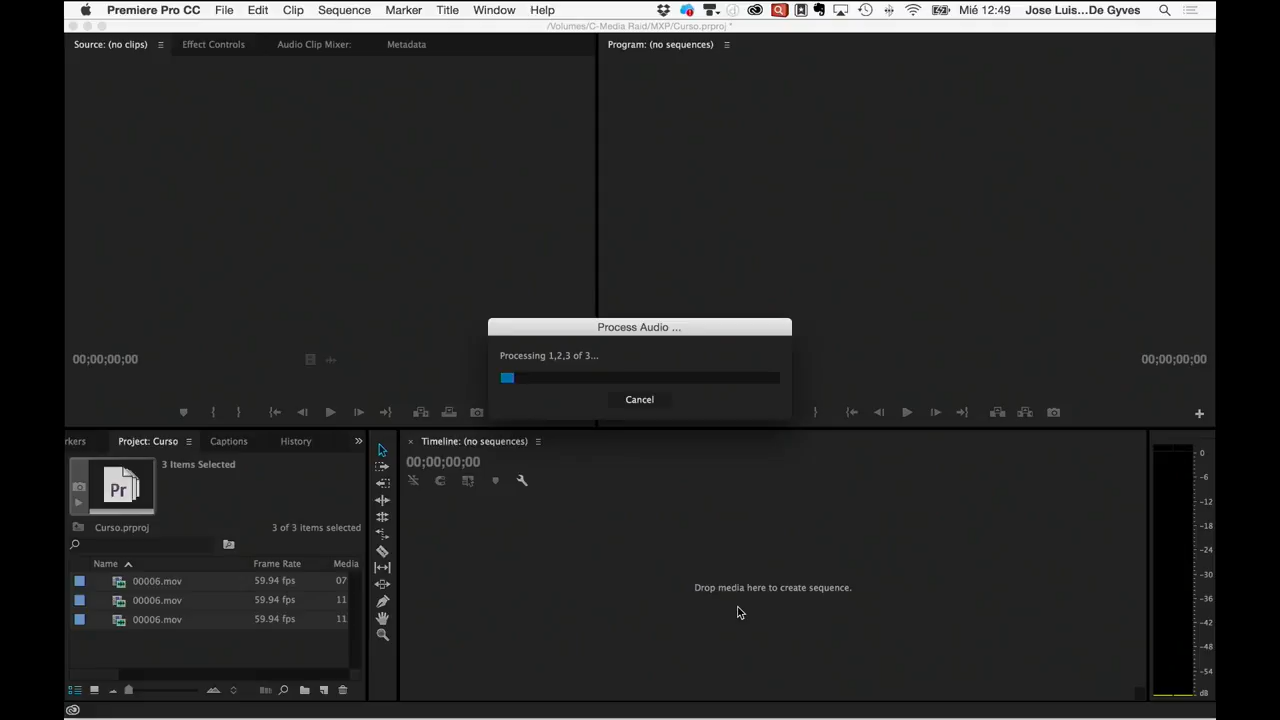 Premiere Pro CC File Edit Clip Sequence Marker Title Window Help Mié 12:49 Jose Luis...De Gyves
/Volumes/C-Media Raid/MXP/Curso.prproj *
Source: (no clips) Effect Controls Audio Clip Mixer: Metadata Program: (no sequences)
Process Audio ...
Processing 1,2,3 of 3...
00;00;00;00 00;00;00;00
Cancel
rkers Project: Curso Captions History » × Timeline: (no sequences)
3 Items Selected
00;00;00;00
Pr
Curso.prproj 3 of 3 items selected
Name Frame Rate Media
00006.mov 59.94 fps 07
00006.mov 59.94 fps 11
00006.mov 59.94 fps 11
Drop media here to create sequence.
0
-6
-12
-18
-24
-30
-36
-42
-48
-54
dB